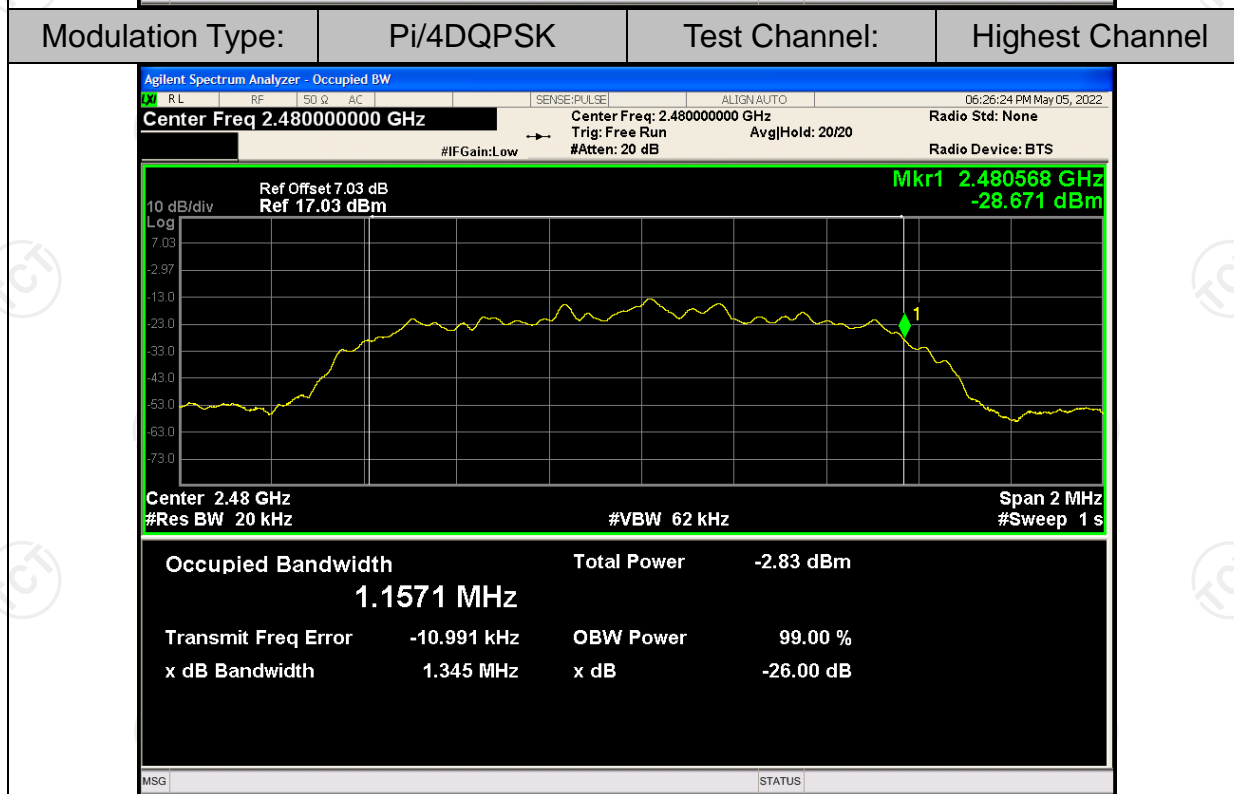 Modulation Type: Pi/4DQPSK Test Channel: Highest Channel
Agilent Spectrum Analyzer - Occupied BW
LXI RL RF 50 Ω AC SENSE:PULSE ALIGN AUTO 06:26:24 PM May 05, 2022
Center Freq 2.480000000 GHz Center Freq: 2.480000000 GHz Radio Std: None
Trig: Free Run Avg|Hold: 20/20
#IFGain:Low #Atten: 20 dB Radio Device: BTS
Mkr1 2.480568 GHz
Ref Offset 7.03 dB
10 dB/div Ref 17.03 dBm -28.671 dBm
Log
7.03
-2.97
-13.0
-23.0
1
-33.0
-43.0
-53.0
-63.0
-73.0
Center 2.48 GHz Span 2 MHz
#Res BW 20 kHz #VBW 62 kHz #Sweep 1 s
Occupied Bandwidth Total Power -2.83 dBm
1.1571 MHz
Transmit Freq Error -10.991 kHz OBW Power 99.00 %
x dB Bandwidth 1.345 MHz x dB -26.00 dB
MSG STATUS
TCT
TCT
TCT
TCT